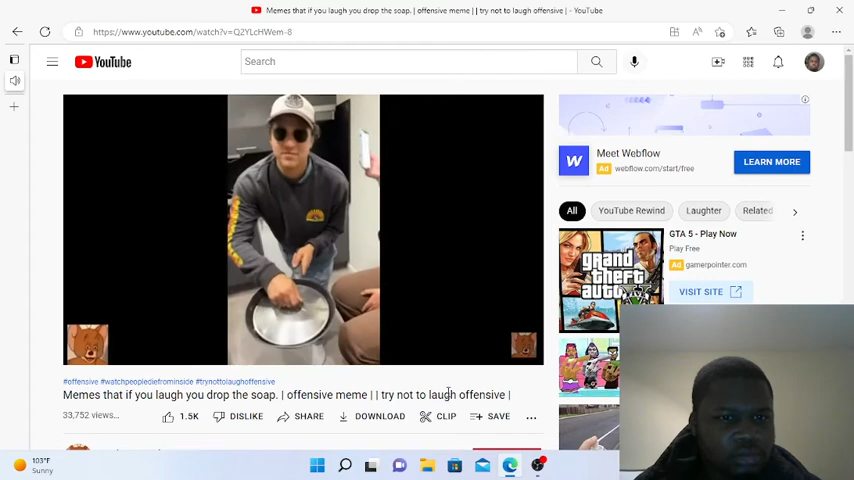 Memes that if you laugh you drop the soap. | offensive meme | | try not to laugh offensive | - YouTube
https://www.youtube.com/watch?v=Q2YLcHWem-8
YouTube
Search
Meet Webflow
Ad webflow.com/start/free
LEARN MORE
All
YouTube Rewind
Laughter
Related
GTA 5 - Play Now
Play Free
Ad gamerpointer.com
VISIT SITE
grand
theft
auto
V
#offensive #watchpeoplediefrominside #trynottolaughoffensive
Memes that if you laugh you drop the soap. | offensive meme | | try not to laugh offensive |
33,752 views...
1.5K
DISLIKE
SHARE
DOWNLOAD
CLIP
SAVE
103°F
Sunny